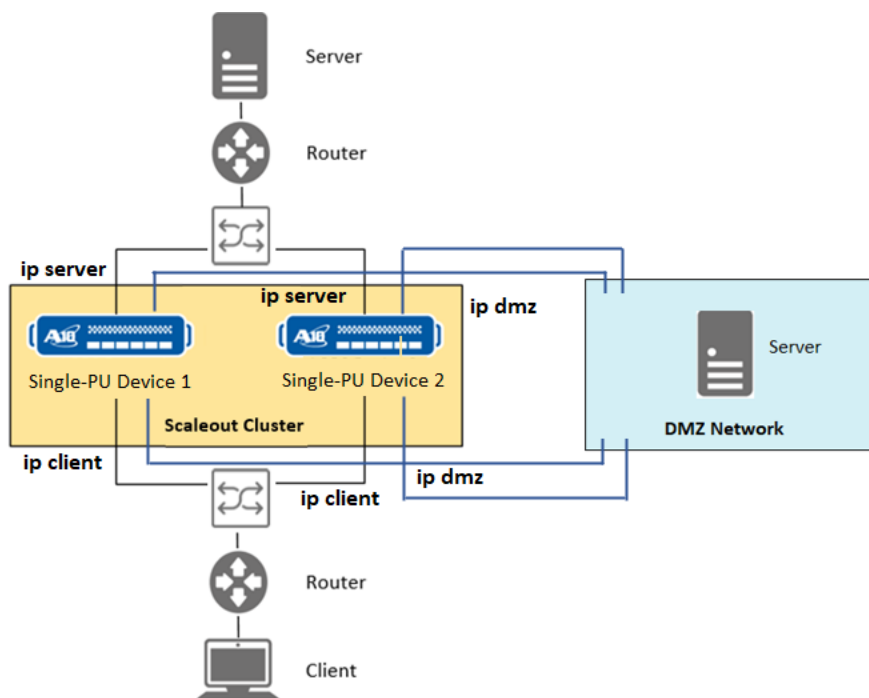 Server
Router
ip server
ip server
ip dmz
A10
A10
Server
Single-PU Device 1
Single-PU Device 2
Scaleout Cluster
DMZ Network
ip client
ip dmz
ip client
Router
Client